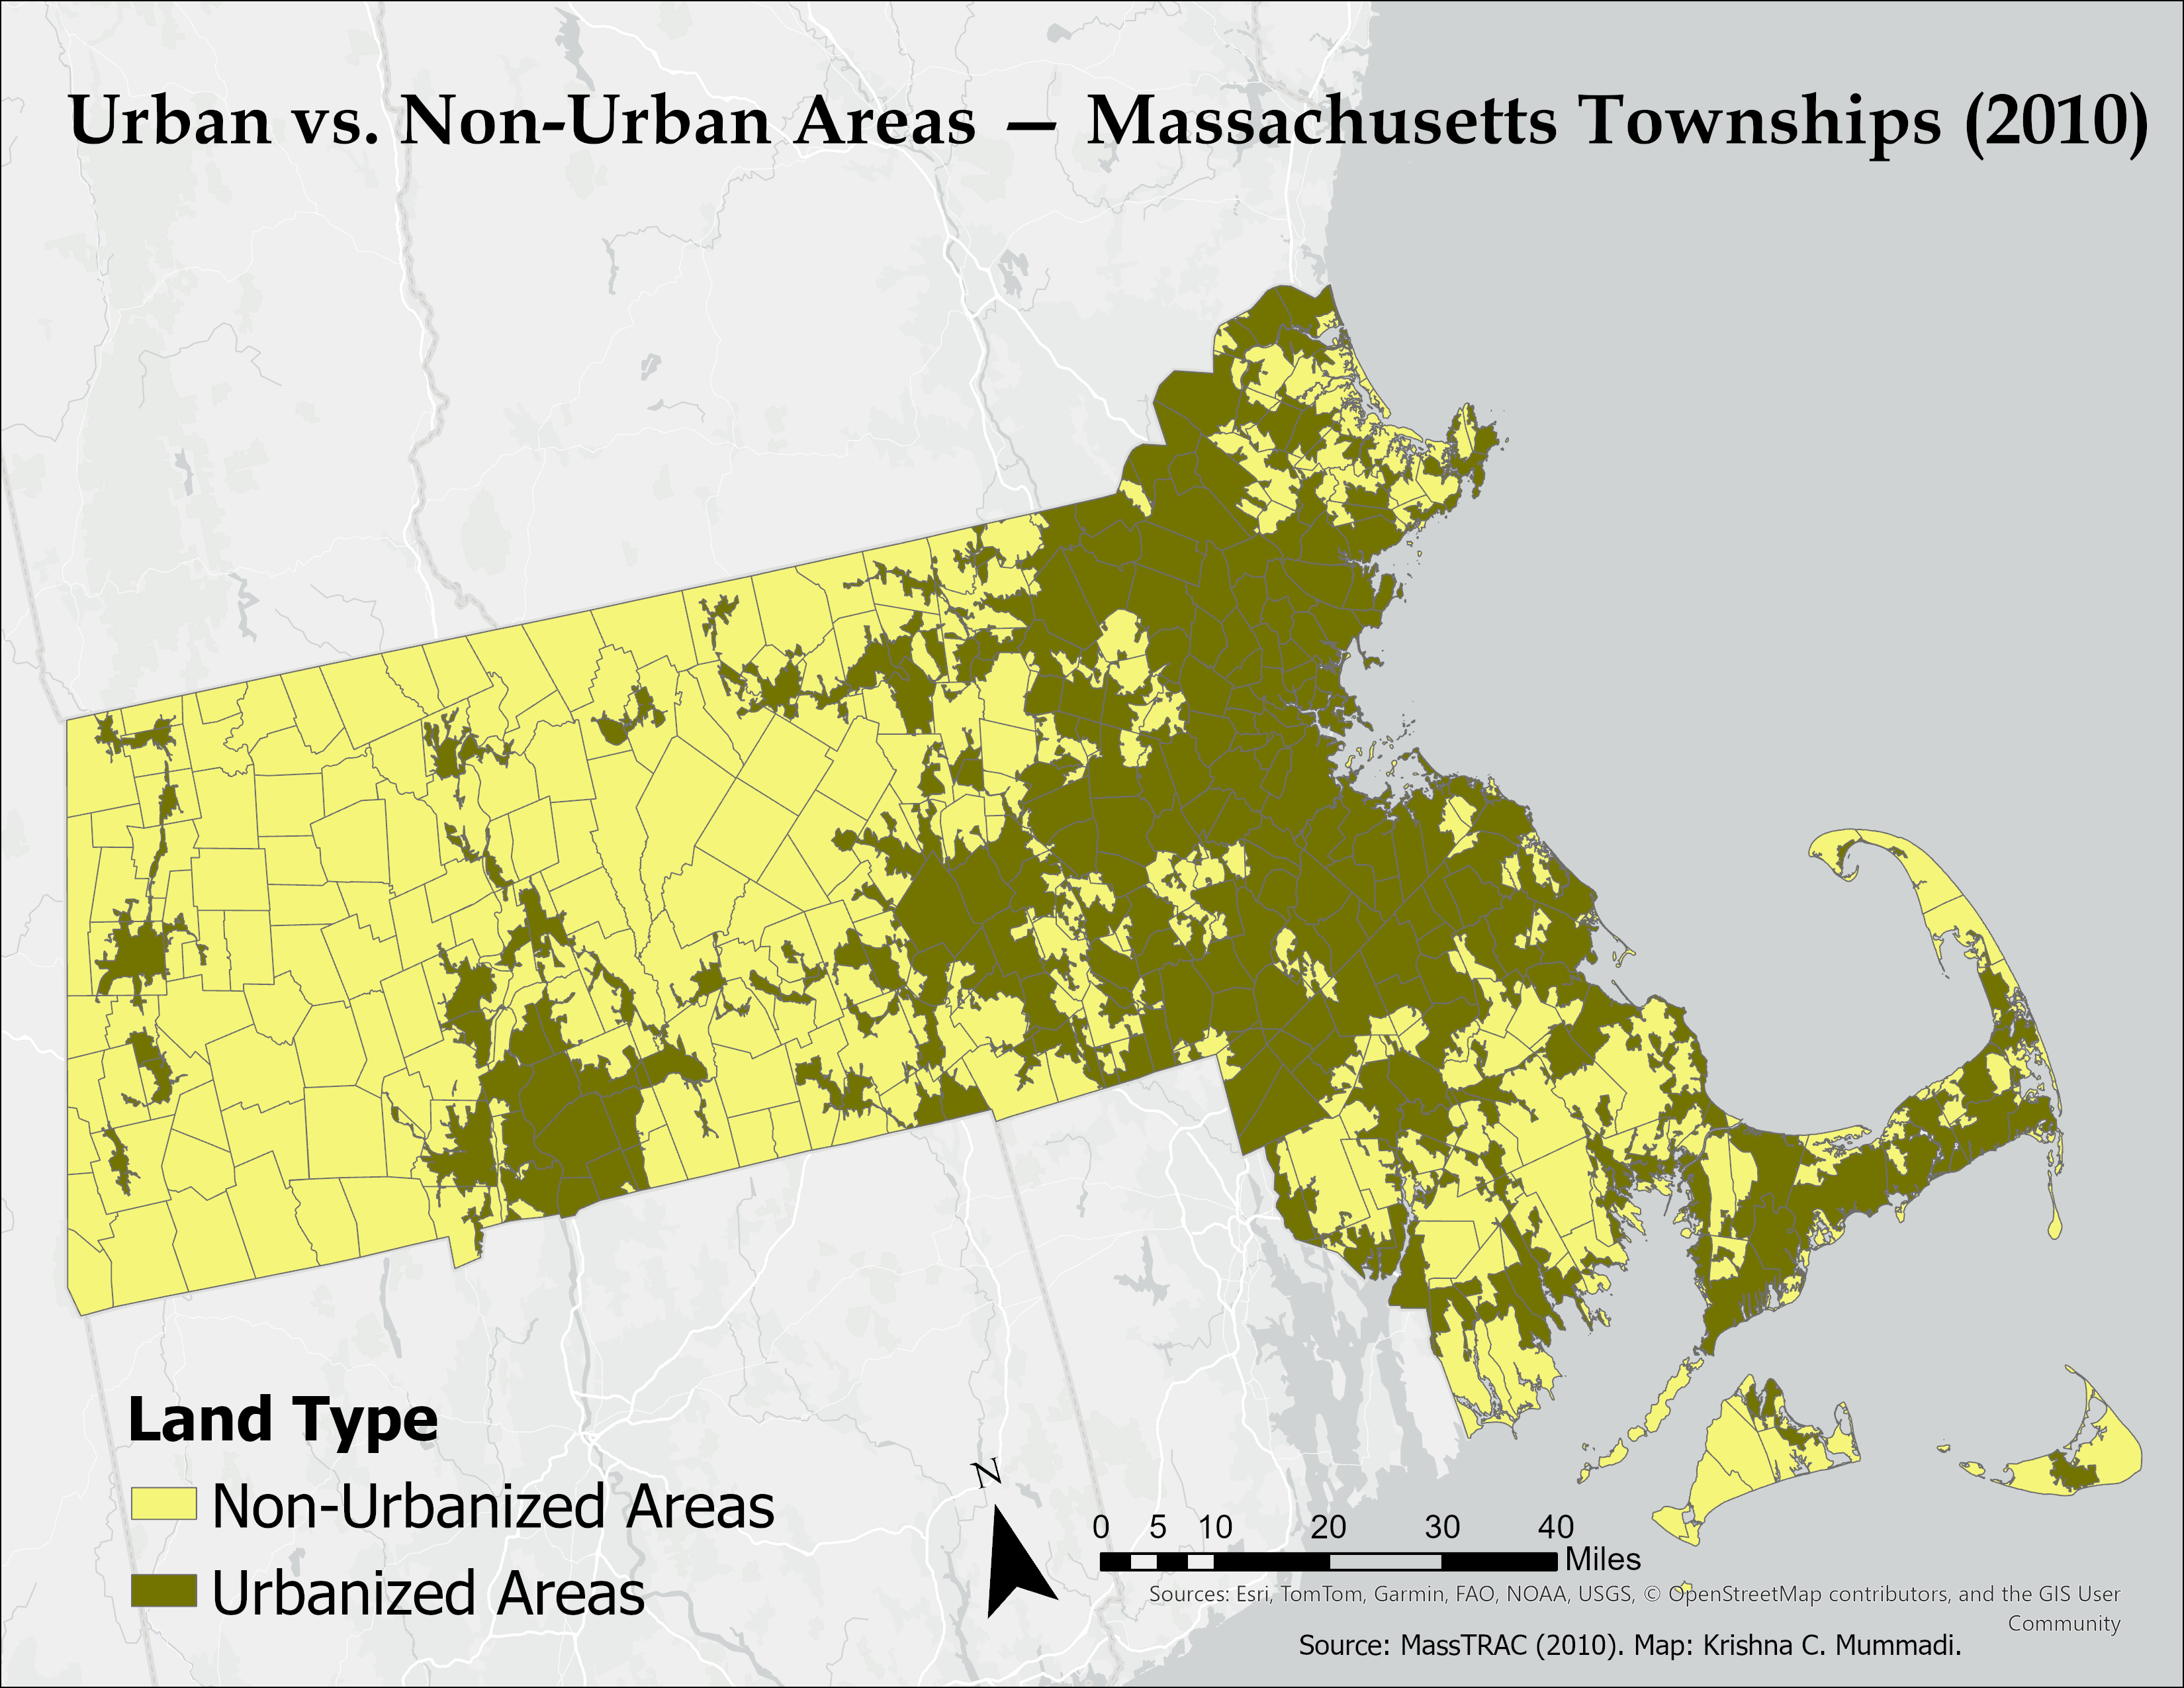 Urban vs. Non-Urban Areas — Massachusetts Townships (2010)
Land Type
Non-Urbanized Areas
Urbanized Areas
N
0 5 10 20 30 40
Miles
Sources: Esri, TomTom, Garmin, FAO, NOAA, USGS, © OpenStreetMap contributors, and the GIS User
Community
Source: MassTRAC (2010). Map: Krishna C. Mummadi.